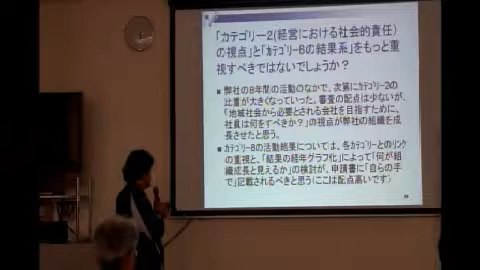 「カテゴリー2(経営における社会的責任)
の視点」と「ｶﾃｺﾞﾘｰ8の結果系」をもっと重
視すべきではないでしょうか？
■ 弊社の8年間の活動のなかで、次第にｶﾃｺﾞﾘｰ2の
比重が大きくなっていった。審査の配点は少ないが、
『地域社会から必要とされる会社を目指すために、
社員は何をすべきか？』の視点が弊社の組織を成
長させたと思う。
■ ｶﾃｺﾞﾘｰ8の活動結果については、各カテゴリーとのリンク
の重視と、「結果の経年グラフ化」によって「何が組
織成長と見えるか」の検討が、申請書に「自らの手
で」記載されるべきと思う(ここは配点高いです)